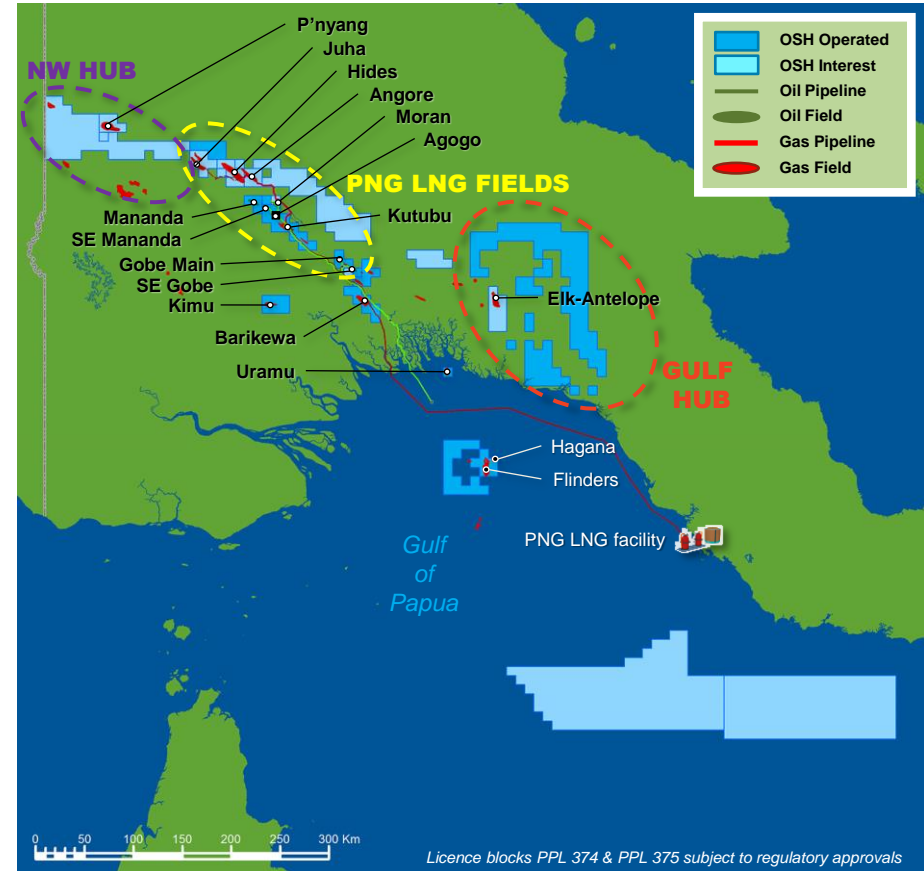 P'nyang
Juha
Hides
Angore
Moran
Agogo
NW HUB
PNG LNG FIELDS
Mananda
SE Mananda
Kutubu
Gobe Main
SE Gobe
Kimu
Barikewa
Uramu
Elk-Antelope
GULF
HUB
Hagana
Flinders
PNG LNG facility
Gulf
of
Papua
OSH Operated
OSH Interest
Oil Pipeline
Oil Field
Gas Pipeline
Gas Field
0 50 100 150 200 250 300 Km
Licence blocks PPL 374 & PPL 375 subject to regulatory approvals